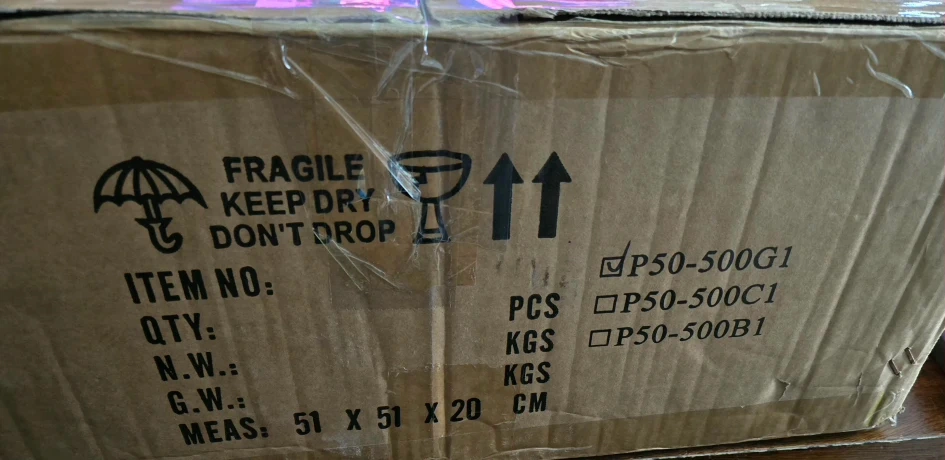 FRAGILE
KEEP DRY
DON'T DROP
ITEM NO:
QTY: PCS
N.W.: KGS
G.W.: KGS
MEAS: 51 X 51 X 20 CM
P50-500G1
P50-500C1
P50-500B1